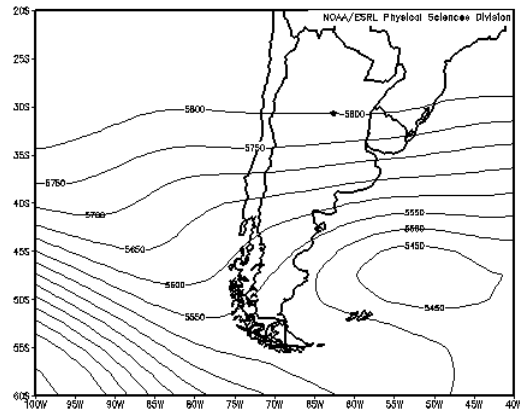 20S
NOAA/ESRL Physical Sciences Division
25S
30S
5800
5800
35S
5750
5750
40S
5700
5550
5500
45S
5650
5450
5600
50S
5450
5550
55S
60S
100W 95W 90W 85W 80W 75W 70W 65W 60W 55W 50W 45W 40W